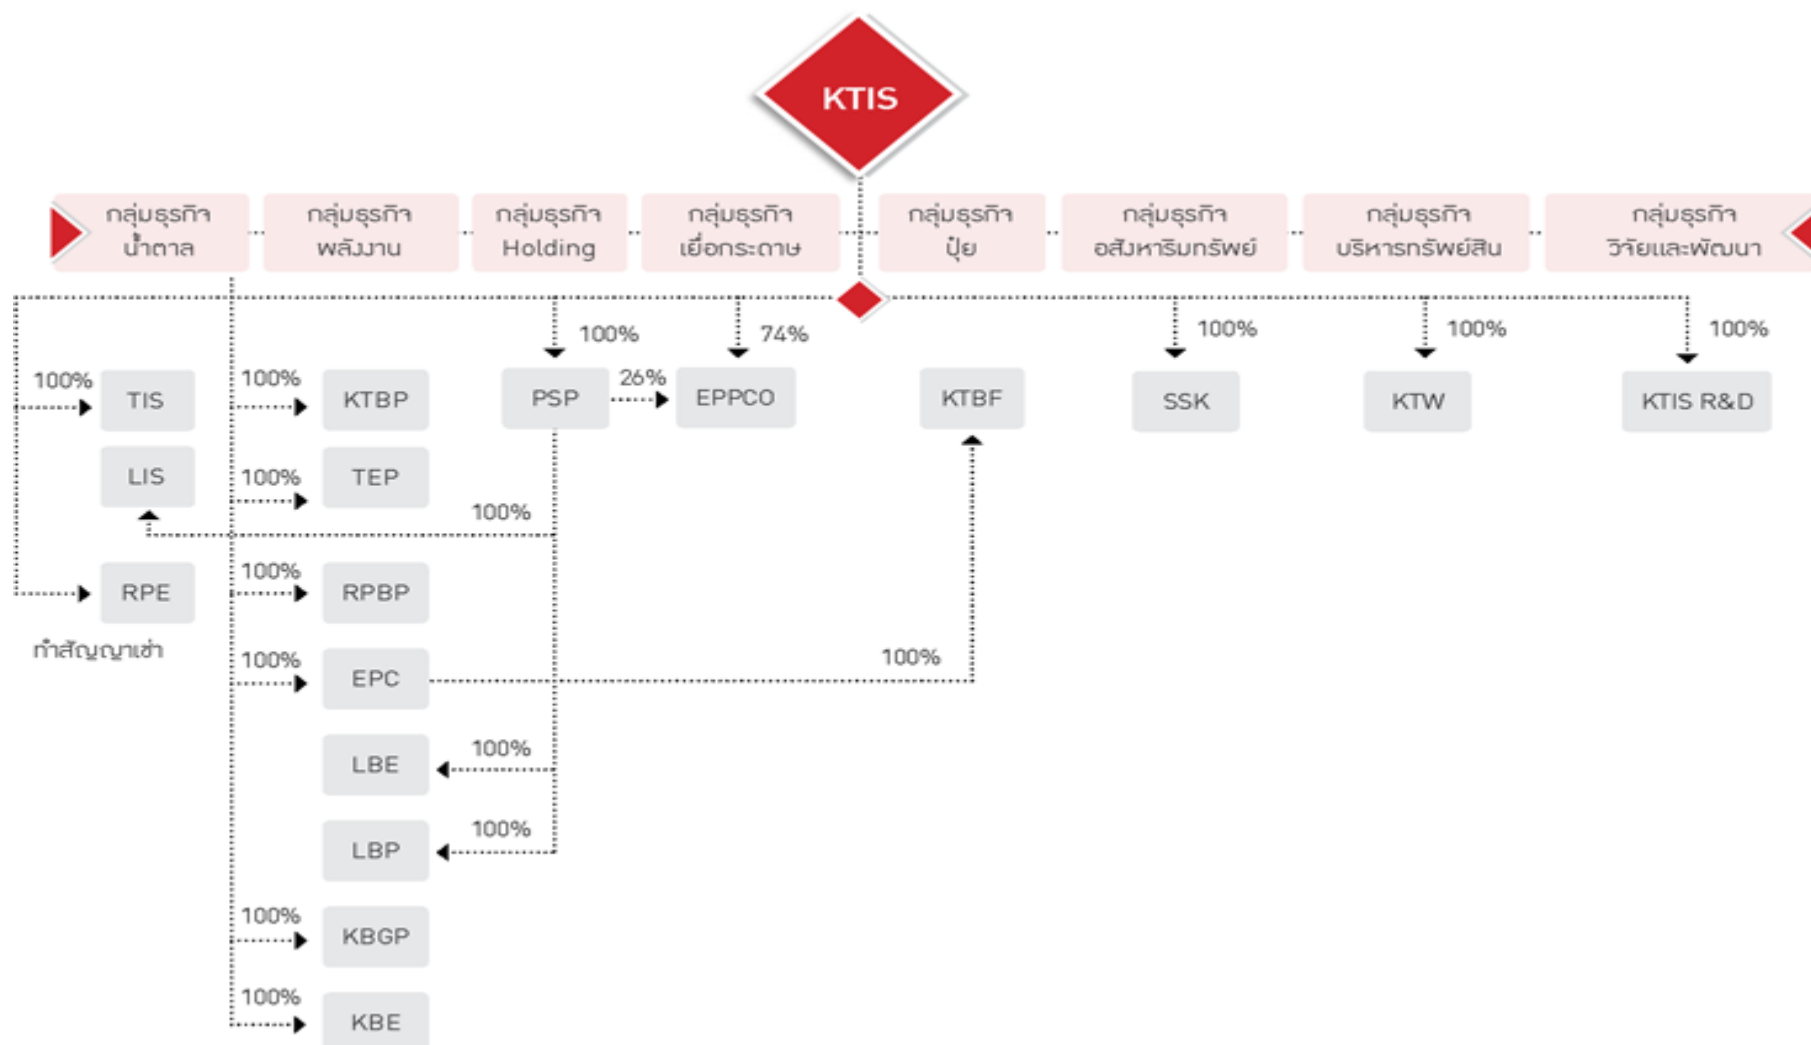 KTIS
กลุ่มธุรกิจ
น้ำตาล
กลุ่มธุรกิจ
พลังงาน
กลุ่มธุรกิจ
Holding
กลุ่มธุรกิจ
เยื่อกระดาษ
กลุ่มธุรกิจ
ปุ๋ย
กลุ่มธุรกิจ
อสังหาริมทรัพย์
กลุ่มธุรกิจ
บริหารทรัพย์สิน
กลุ่มธุรกิจ
วิจัยและพัฒนา
100%
74%
100%
100%
100%
100%
TIS
100%
KTBP
PSP
26%
EPPCO
KTBF
SSK
KTW
KTIS R&D
LIS
100%
TEP
100%
RPE
100%
RPBP
ทำสัญญาเช่า
100%
EPC
100%
LBE
100%
LBP
100%
100%
KBGP
100%
KBE